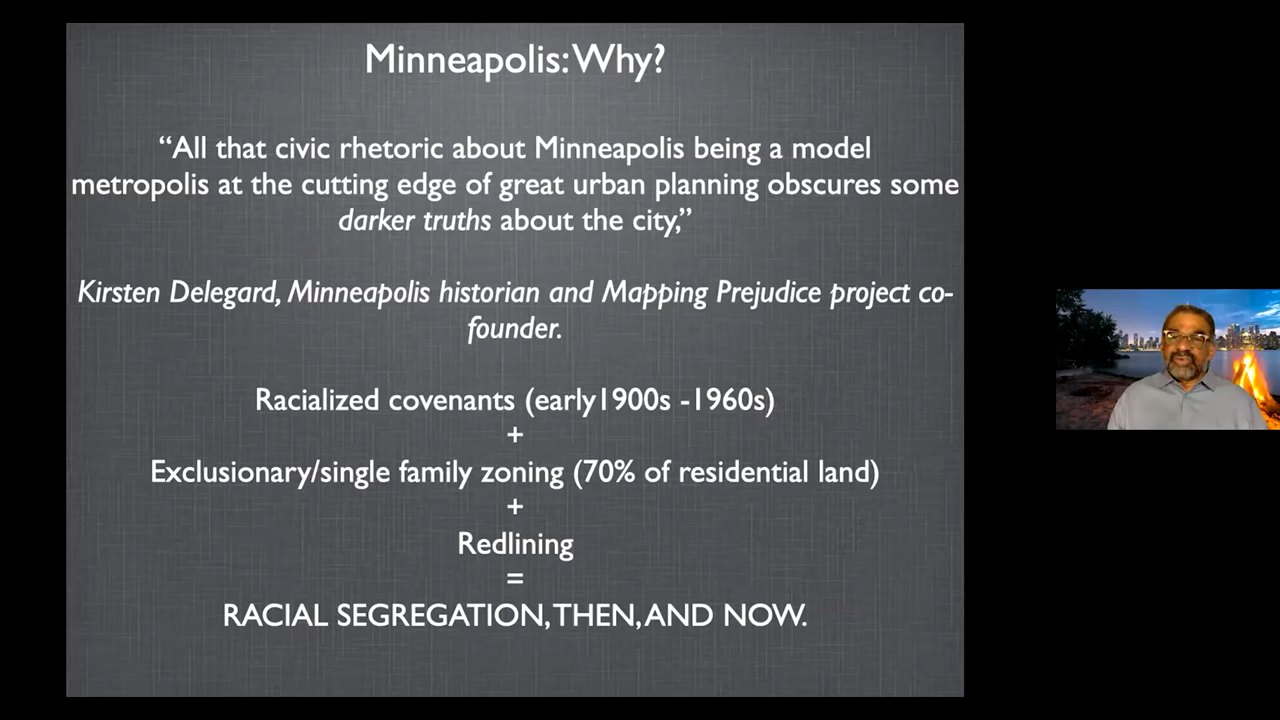 Minneapolis: Why?
“All that civic rhetoric about Minneapolis being a model
metropolis at the cutting edge of great urban planning obscures some
darker truths about the city,”
Kirsten Delegard, Minneapolis historian and Mapping Prejudice project co-
founder.
Racialized covenants (early1900s -1960s)
+
Exclusionary/single family zoning (70% of residential land)
+
Redlining
=
RACIAL SEGREGATION, THEN, AND NOW.